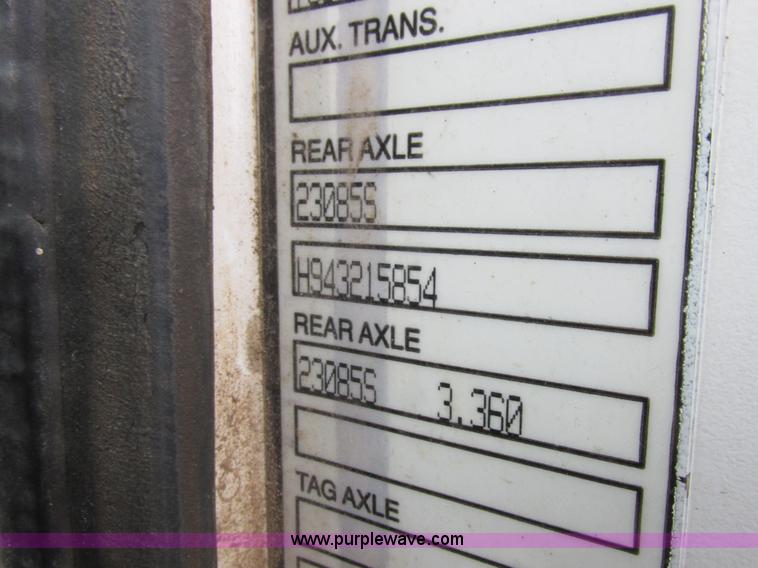 AUX. TRANS.
REAR AXLE
23085S
H943215854
REAR AXLE
23085S 3.360
TAG AXLE
www.purplewave.com